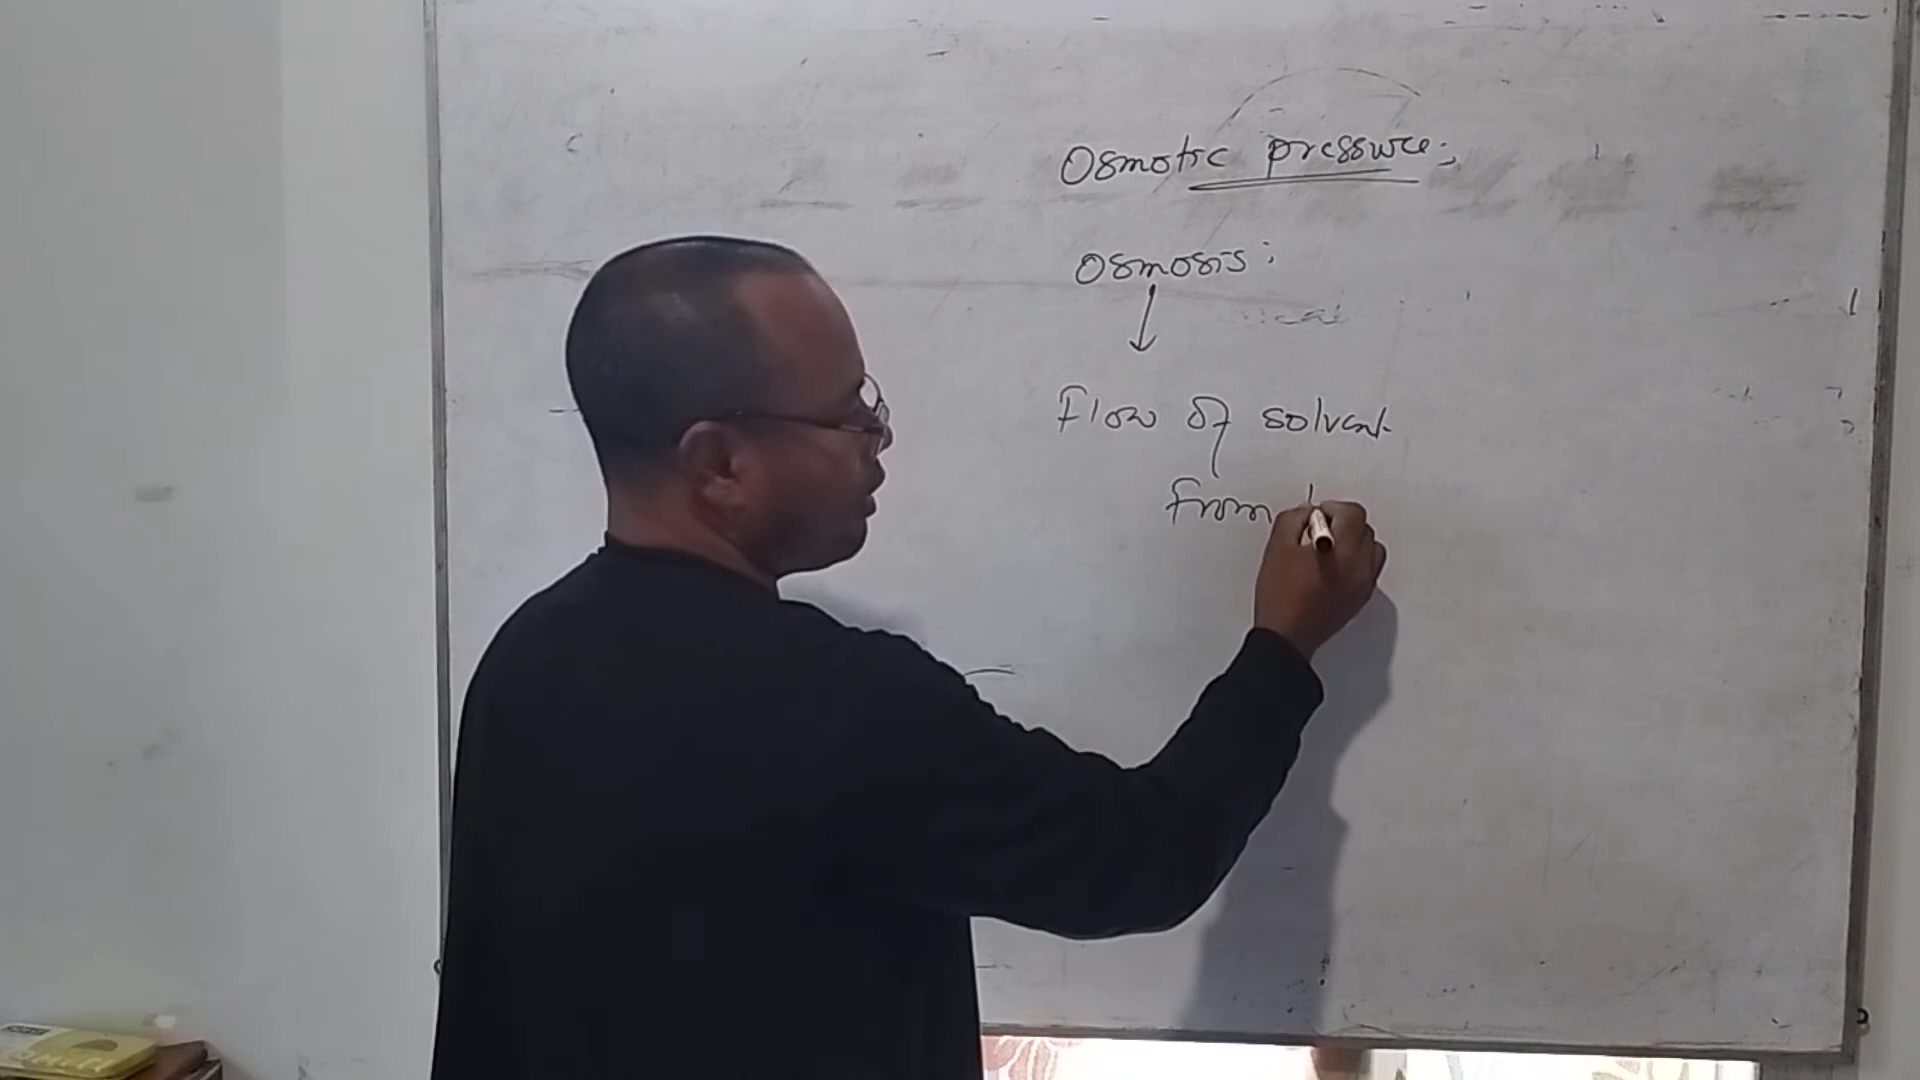 Osmotic pressure:
Osmosis:
Flow of solvent
from